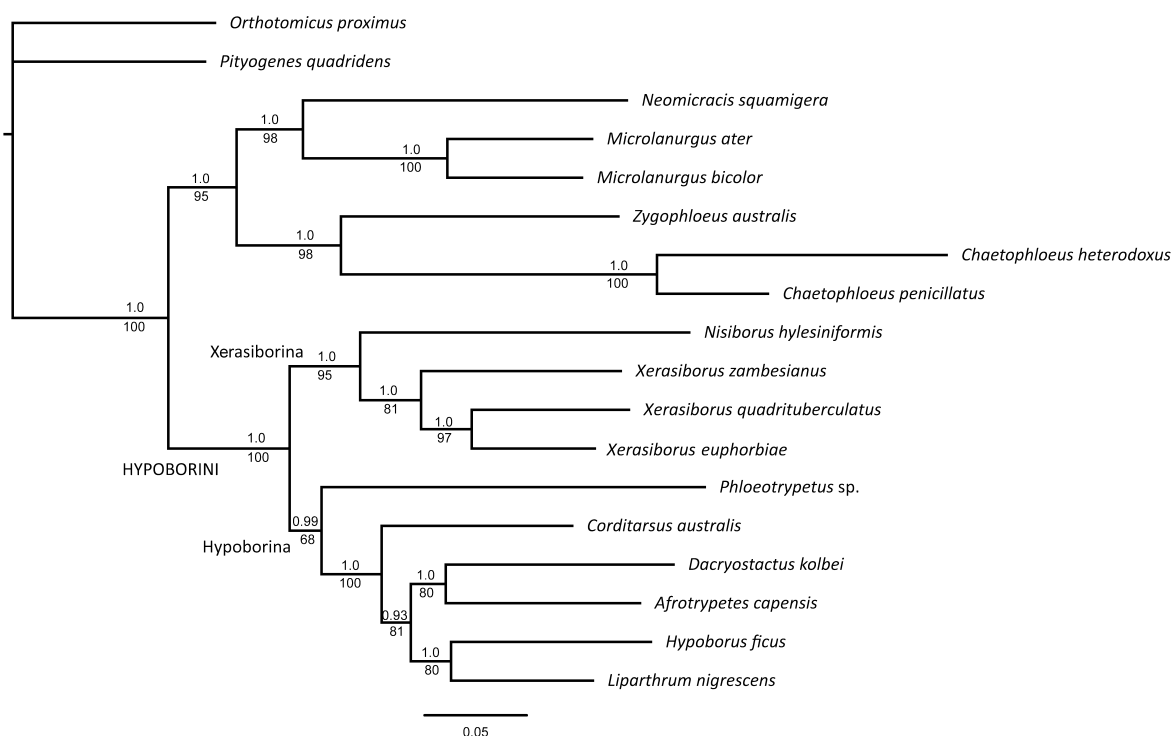 Orthotomicus proximus
Pityogenes quadridens
Neomicracis squamigera
1.0
98
Microlanurgus ater
1.0
100
Microlanurgus bicolor
1.0
95
Zygophloeus australis
1.0
98
Chaetophloeus heterodoxus
1.0
100
Chaetophloeus penicillatus
1.0
100
Nisiborus hylesiniformis
Xerasiborina
1.0
95
Xerasiborus zambesianus
1.0
81
Xerasiborus quadrituberculatus
1.0
97
Xerasiborus euphorbiae
1.0
100
HYPOBORINI
Phloeotrypetus sp.
0.99
68
Hypoborina
Corditarsus australis
1.0
100
Dacryostactus kolbei
1.0
80
Afrotrypetes capensis
0.93
81
Hypoborus ficus
1.0
80
Liparthrum nigrescens
0.05